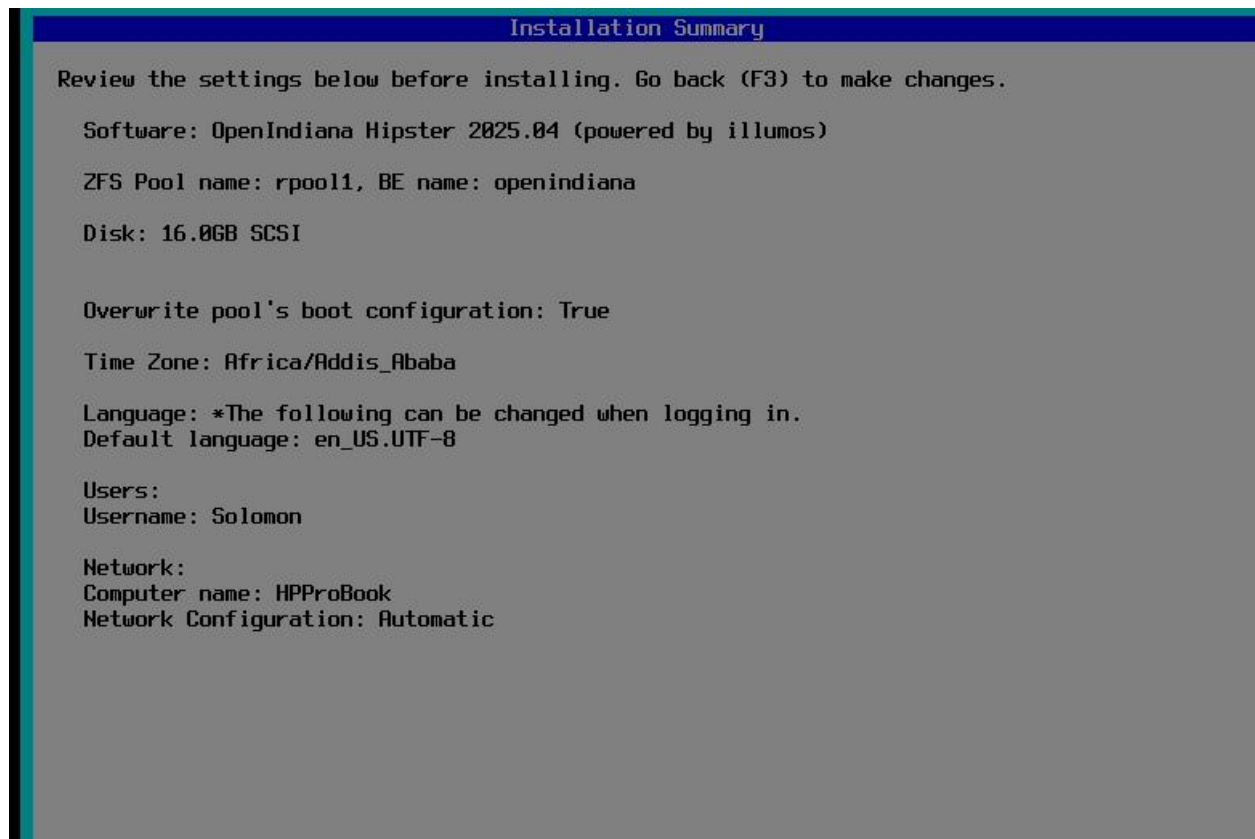 Installation Summary
Review the settings below before installing. Go back (F3) to make changes.
Software: OpenIndiana Hipster 2025.04 (powered by illumos)
ZFS Pool name: rpool1, BE name: openindiana
Disk: 16.0GB SCSI
Overwrite pool's boot configuration: True
Time Zone: Africa/Addis_Ababa
Language: *The following can be changed when logging in.
Default language: en_US.UTF-8
Users:
Username: Solomon
Network:
Computer name: HPProBook
Network Configuration: Automatic